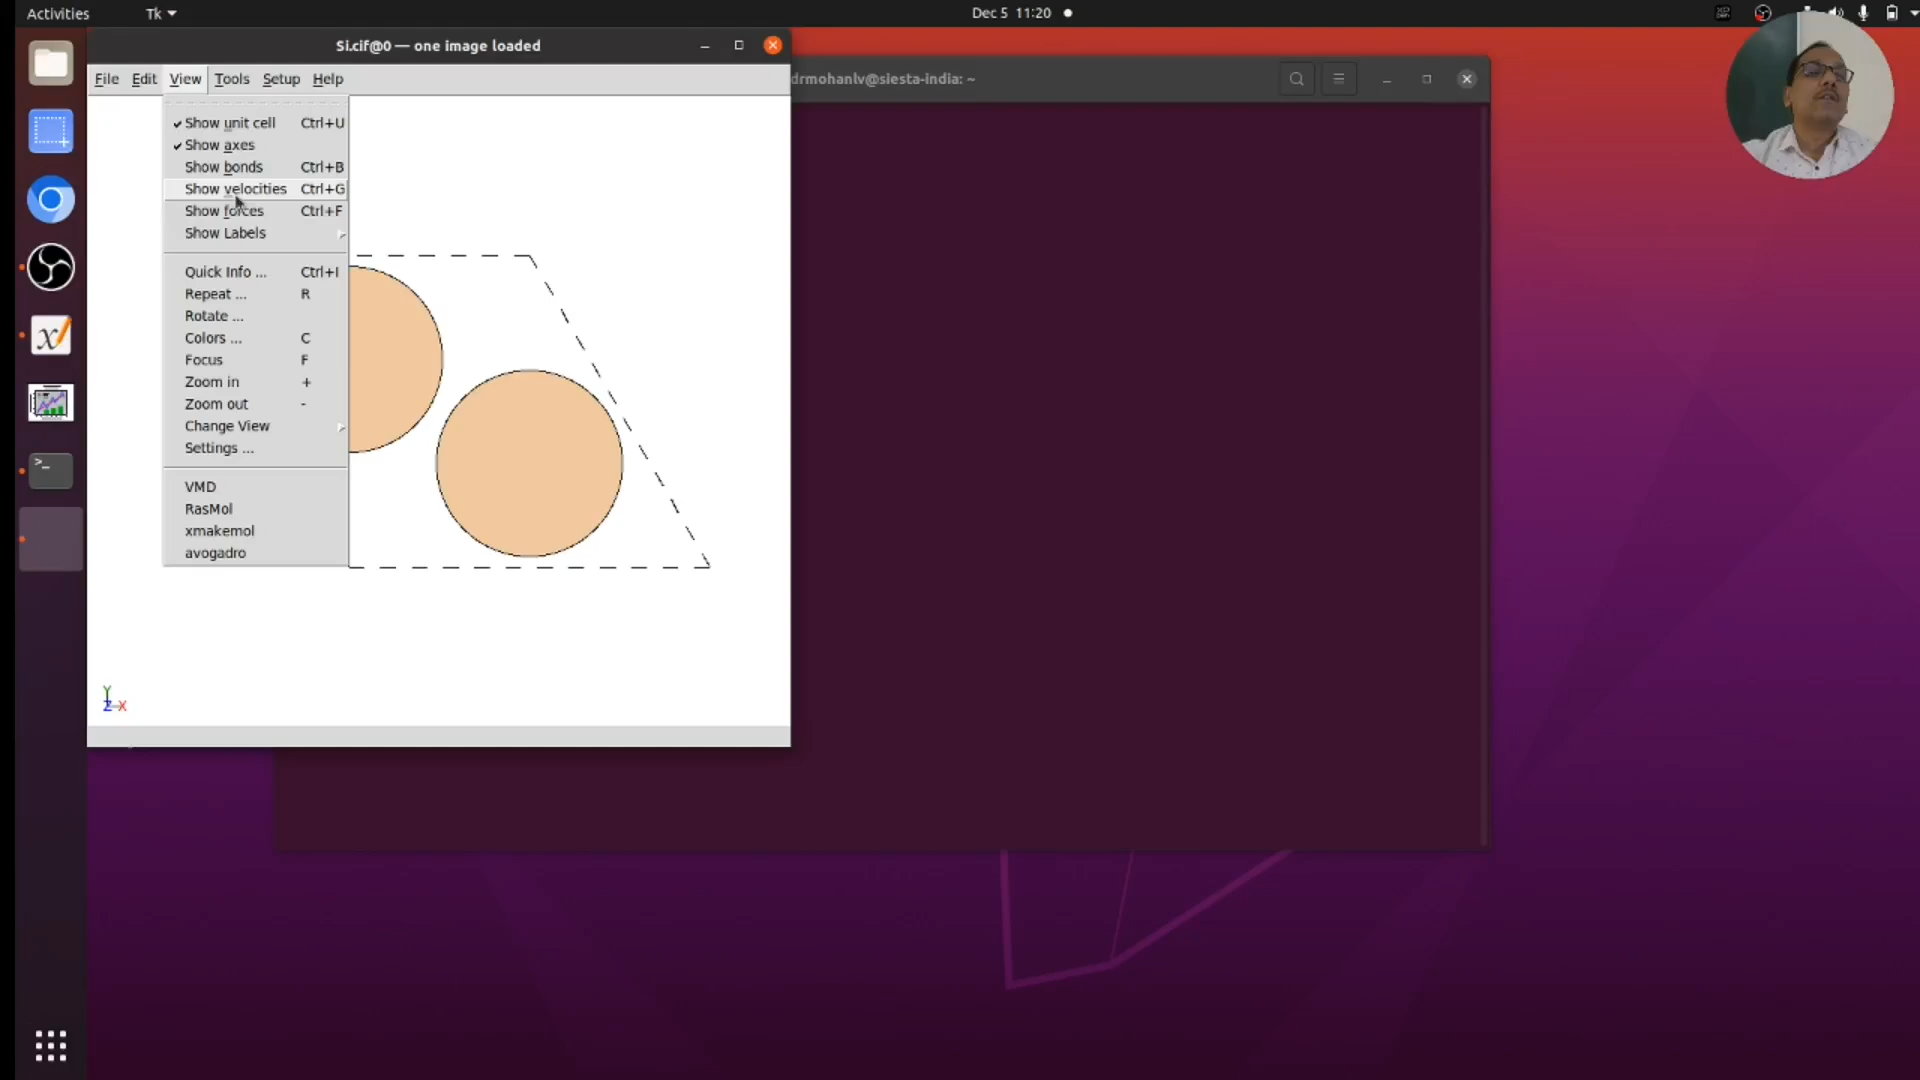 Activities
Tk
Dec 5 11:20
Si.cif@0 — one image loaded
drmohanlv@siesta-india: ~
File Edit View Tools Setup Help
Show unit cell Ctrl+U
Show axes
Show bonds Ctrl+B
Show velocities Ctrl+G
Show forces Ctrl+F
Show Labels
Quick Info ... Ctrl+I
Repeat ... R
Rotate ...
Colors ... C
Focus F
Zoom in +
Zoom out -
Change View
Settings ...
VMD
RasMol
xmakemol
avogadro
Y
Z X